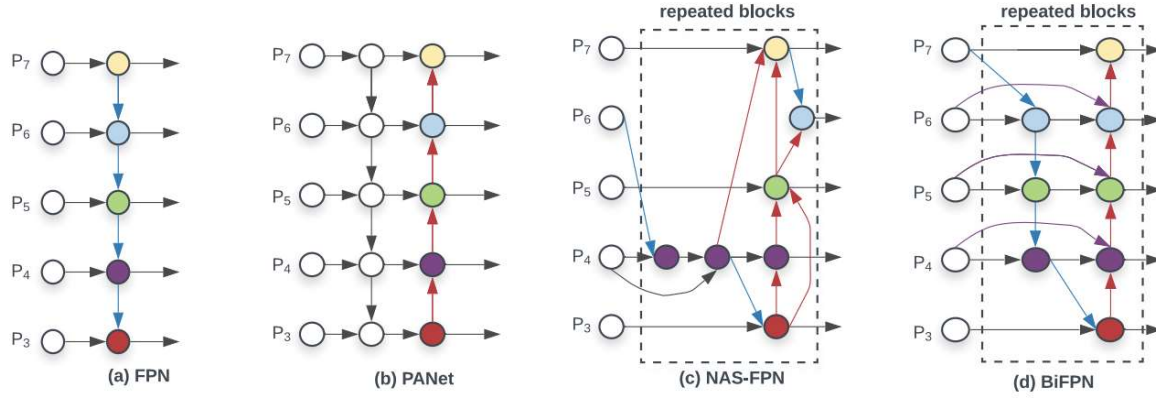 repeated blocks
repeated blocks
P7
P6
P5
P4
P3
(a) FPN
P7
P6
P5
P4
P3
(b) PANet
P7
P6
P5
P4
P3
(c) NAS-FPN
P7
P6
P5
P4
P3
(d) BiFPN